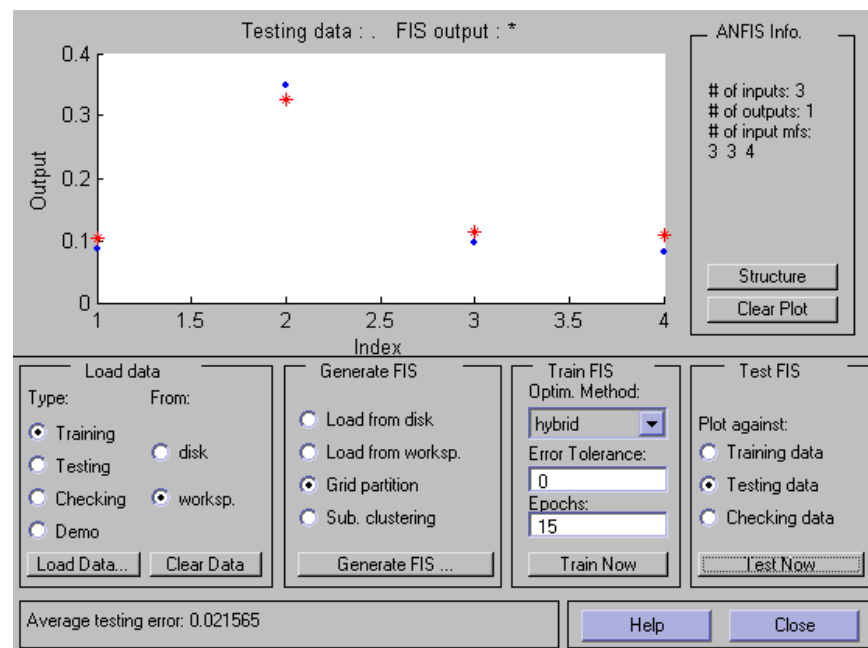 Testing data : .   FIS output : *
0.4
0.3
0.2
0.1
0
Output
1
1.5
2
2.5
3
3.5
4
Index
ANFIS Info.
# of inputs: 3
# of outputs: 1
# of input mfs:
3  3  4
Structure
Clear Plot
Load data
Type:
From:
Training
Testing
Checking
Demo
disk
worksp.
Load Data...
Clear Data
Generate FIS
Load from disk
Load from worksp.
Grid partition
Sub. clustering
Generate FIS ...
Train FIS
Optim. Method:
hybrid
Error Tolerance:
0
Epochs:
15
Train Now
Test FIS
Plot against:
Training data
Testing data
Checking data
Test Now
Average testing error: 0.021565
Help
Close